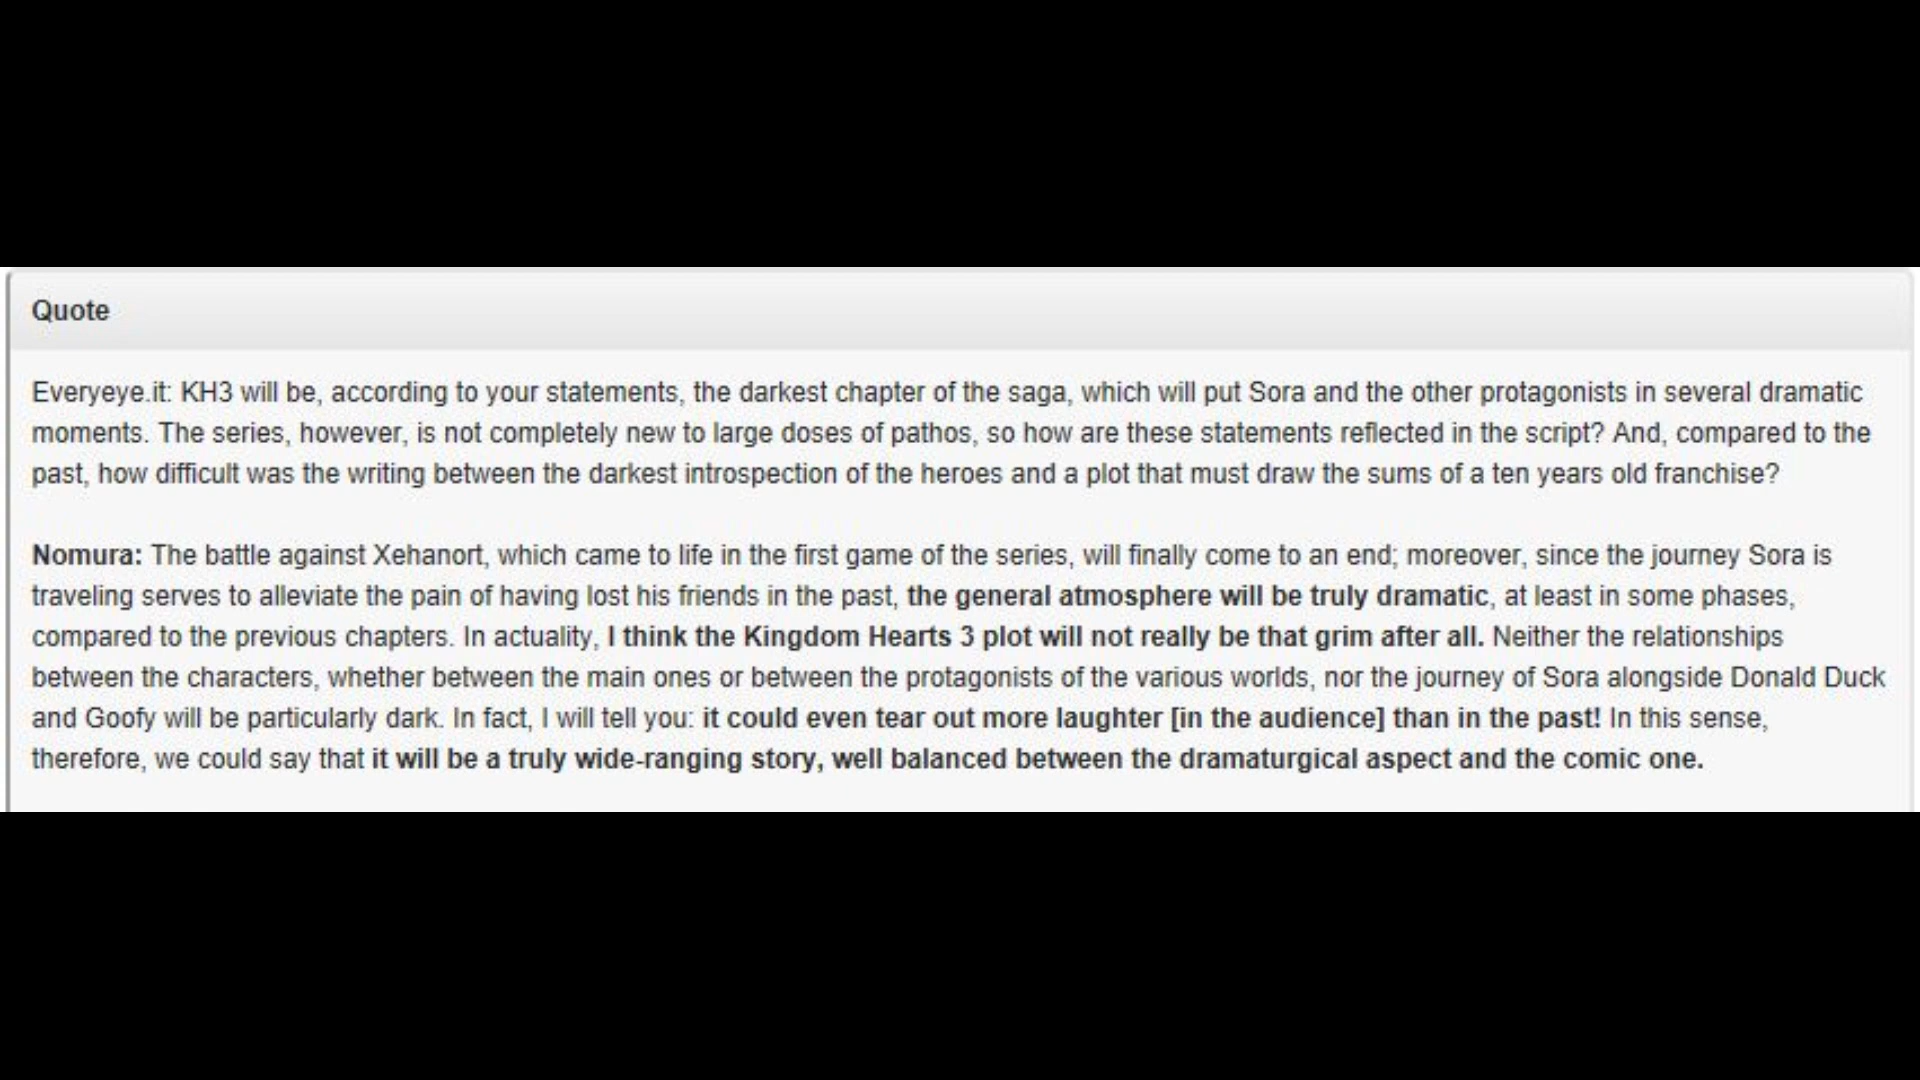 Quote
Everyeye.it: KH3 will be, according to your statements, the darkest chapter of the saga, which will put Sora and the other protagonists in several dramatic
moments. The series, however, is not completely new to large doses of pathos, so how are these statements reflected in the script? And, compared to the
past, how difficult was the writing between the darkest introspection of the heroes and a plot that must draw the sums of a ten years old franchise?
Nomura: The battle against Xehanort, which came to life in the first game of the series, will finally come to an end; moreover, since the journey Sora is
traveling serves to alleviate the pain of having lost his friends in the past, the general atmosphere will be truly dramatic, at least in some phases,
compared to the previous chapters. In actuality, I think the Kingdom Hearts 3 plot will not really be that grim after all. Neither the relationships
between the characters, whether between the main ones or between the protagonists of the various worlds, nor the journey of Sora alongside Donald Duck
and Goofy will be particularly dark. In fact, I will tell you: it could even tear out more laughter [in the audience] than in the past! In this sense,
therefore, we could say that it will be a truly wide-ranging story, well balanced between the dramaturgical aspect and the comic one.